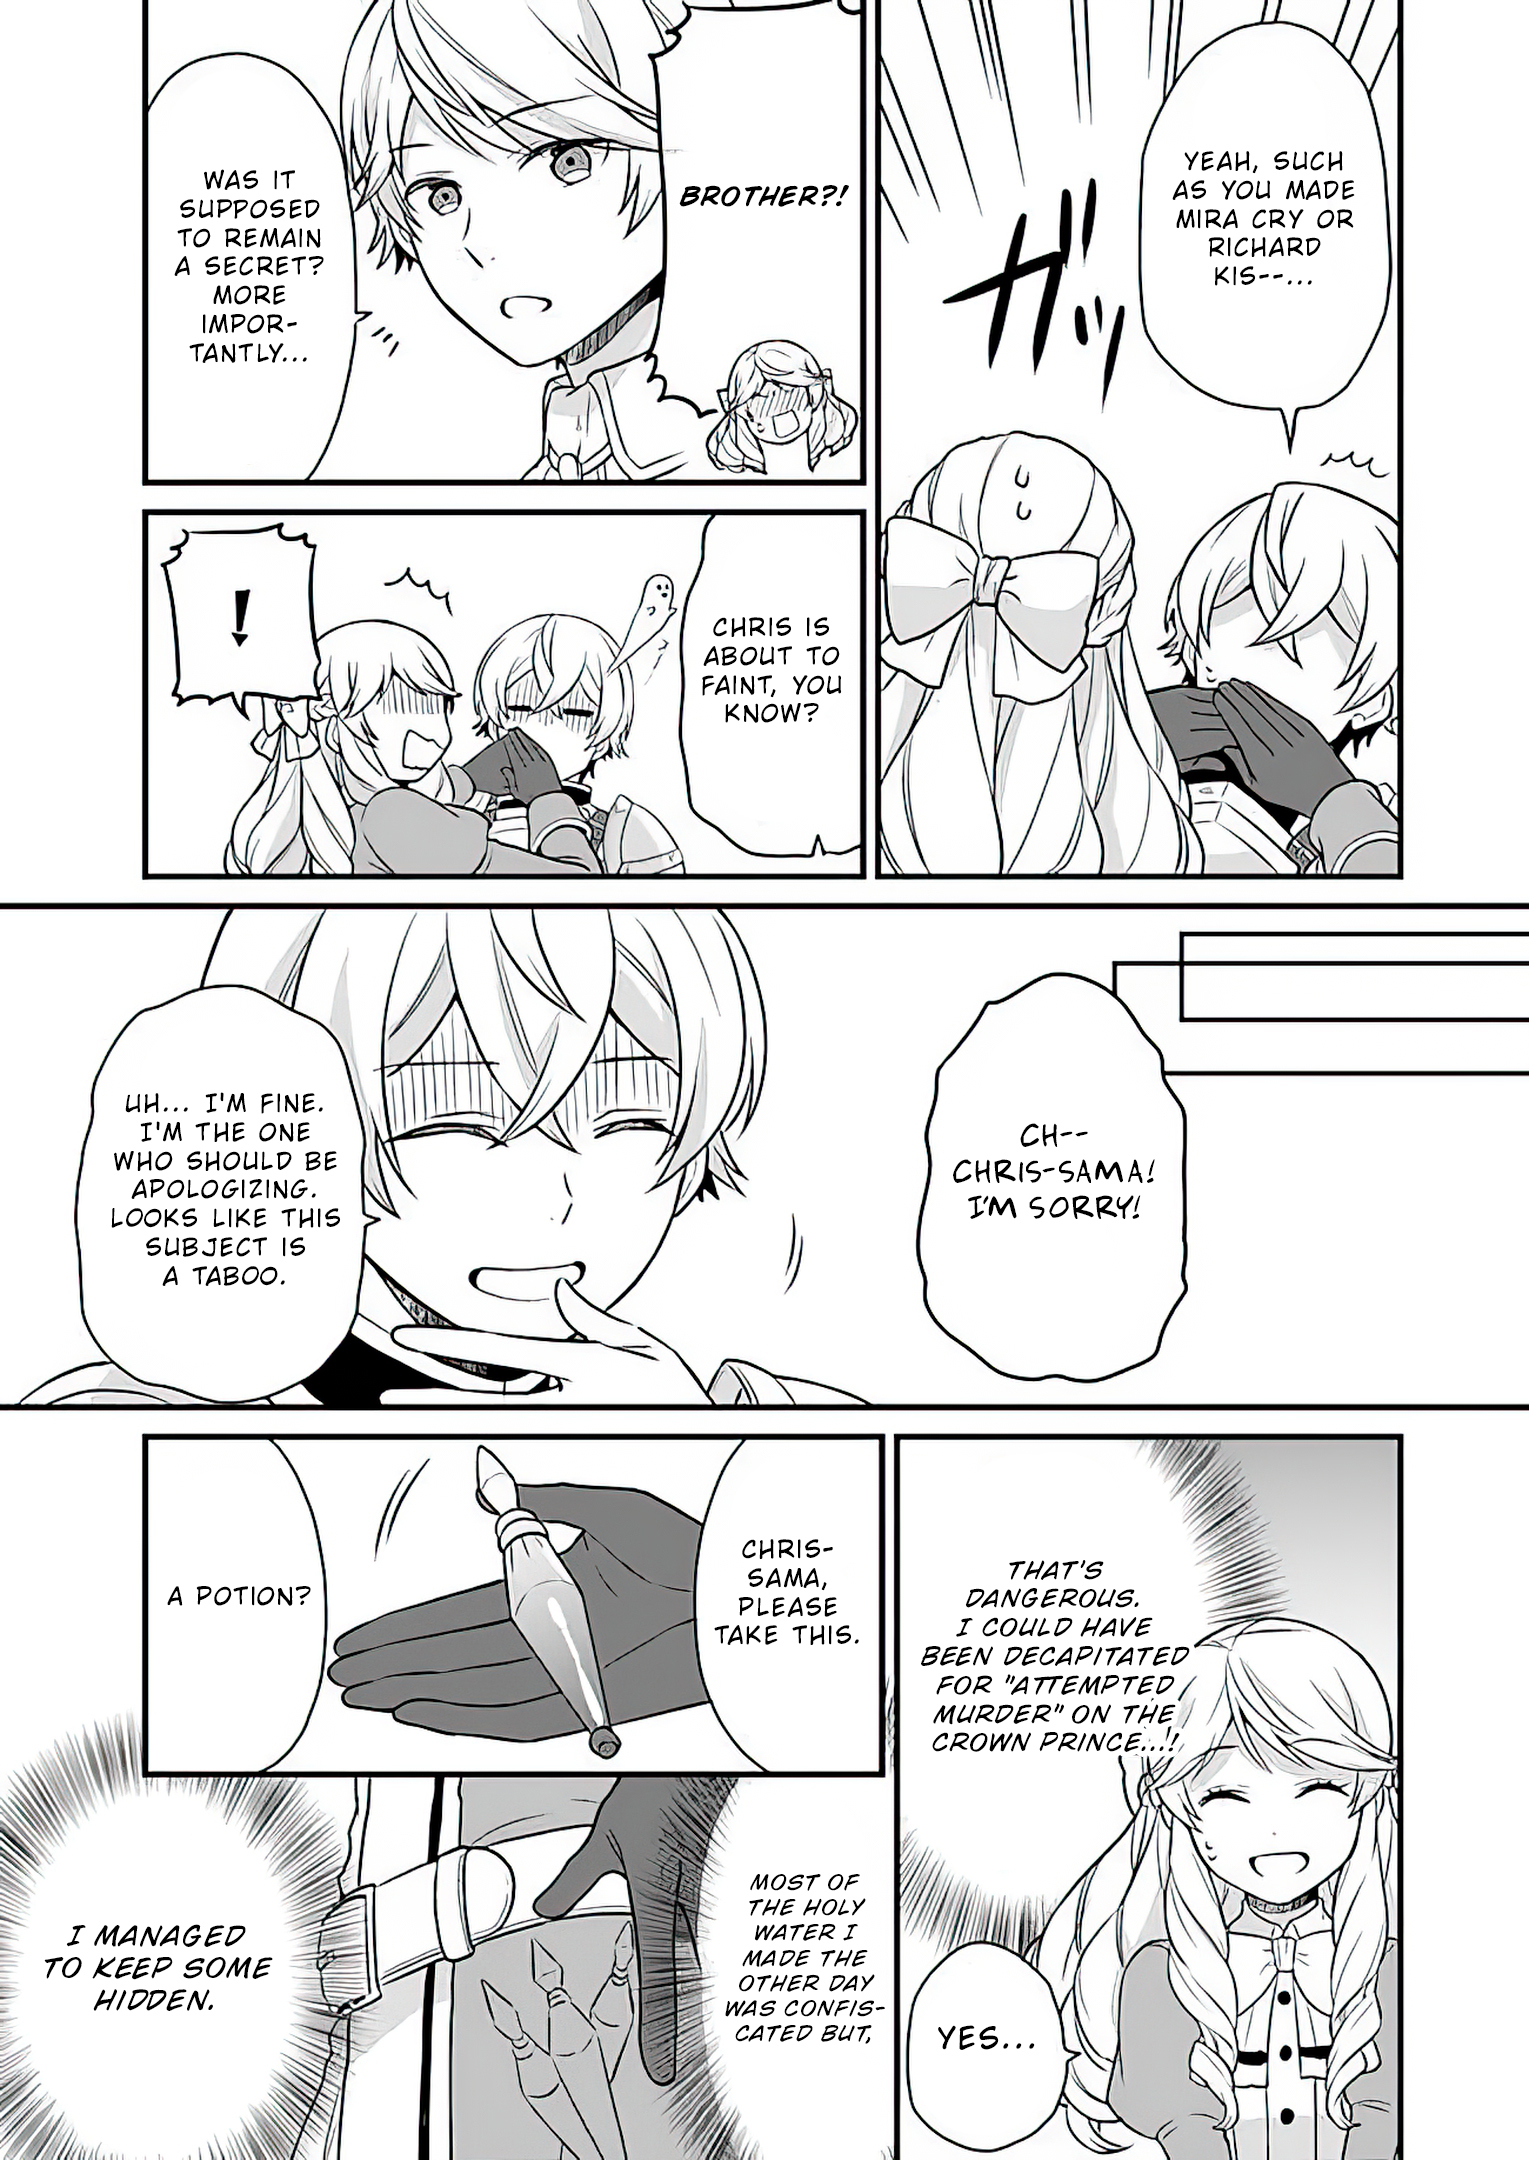 YEAH, SUCH
AS YOU MADE
MIRA CRY OR
RICHARD
KIS--...
ガッ
BROTHER?!
WAS IT
SUPPOSED
TO REMAIN
A SECRET?
MORE
IMPOR-
TANTLY...
CHRIS IS
ABOUT TO
FAINT, YOU
KNOW?
!
CH--
CHRIS-SAMA!
I'M SORRY!
UH... I'M FINE.
I'M THE ONE
WHO SHOULD BE
APOLOGIZING.
LOOKS LIKE THIS
SUBJECT IS
A TABOO.
THAT'S
DANGEROUS.
I COULD HAVE
BEEN DECAPITATED
FOR "ATTEMPTED
MURDER" ON THE
CROWN PRINCE...!
YES...
CHRIS-
SAMA,
PLEASE
TAKE THIS.
A POTION?
MOST OF
THE HOLY
WATER I
MADE THE
OTHER DAY
WAS CONFIS-
CATED BUT,
I MANAGED
TO KEEP SOME
HIDDEN.